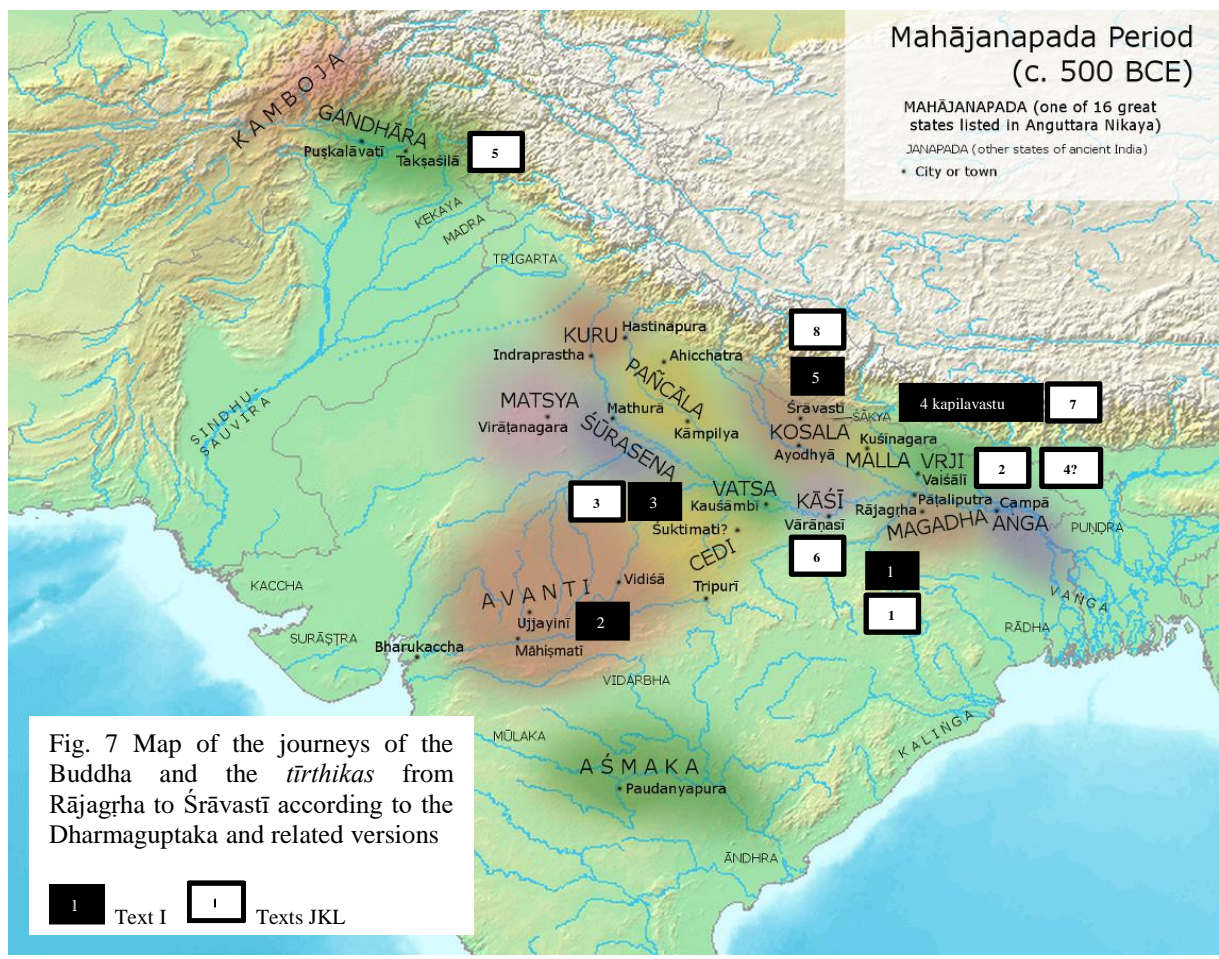 Mahājanapada Period
(c. 500 BCE)
MAHĀJANAPADA (one of 16 great
states listed in Anguttara Nikaya)
JANAPADA (other states of ancient India)
• City or town
KAMBOJA
GANDHĀRA
Puṣkalāvatī
Takṣaśilā
5
KEKAYA
MADRA
TRIGARTA
KURU
Hastinapura
8
Indraprastha
Ahicchatra
PAÑCĀLA
5
MATSYA
Mathurā
Śrāvastī
ŚĀKYA
4 kapilavastu
7
Virāṭanagara
ŚŪRASENA
Kāmpilya
KOSALA
Kuśinagara
Ayodhyā
MALLA
VṚJI
2
4?
SINDHU-
SAUVIRA
Vaiśālī
3
3
VATSA
Kauśāmbī
KĀŚĪ
Pāṭaliputra
Campā
Rājagṛha
Śuktimati?
Vārāṇasī
MAGADHA
AṄGA
PUṆḌRA
CEDI
6
1
KACCHA
AVANTI
Vidiśā
Tripurī
VAṄGA
Ujjayinī
2
1
RĀDHA
SURĀṢṬRA
Bharukaccha
Māhiṣmatī
VIDARBHA
MŪLAKA
KALIṄGA
AŚMAKA
Paudanyapura
ĀNDHRA
Fig. 7 Map of the journeys of the
Buddha and the tīrthikas from
Rājagṛha to Śrāvastī according to the
Dharmaguptaka and related versions
1 Text I 1 Texts JKL